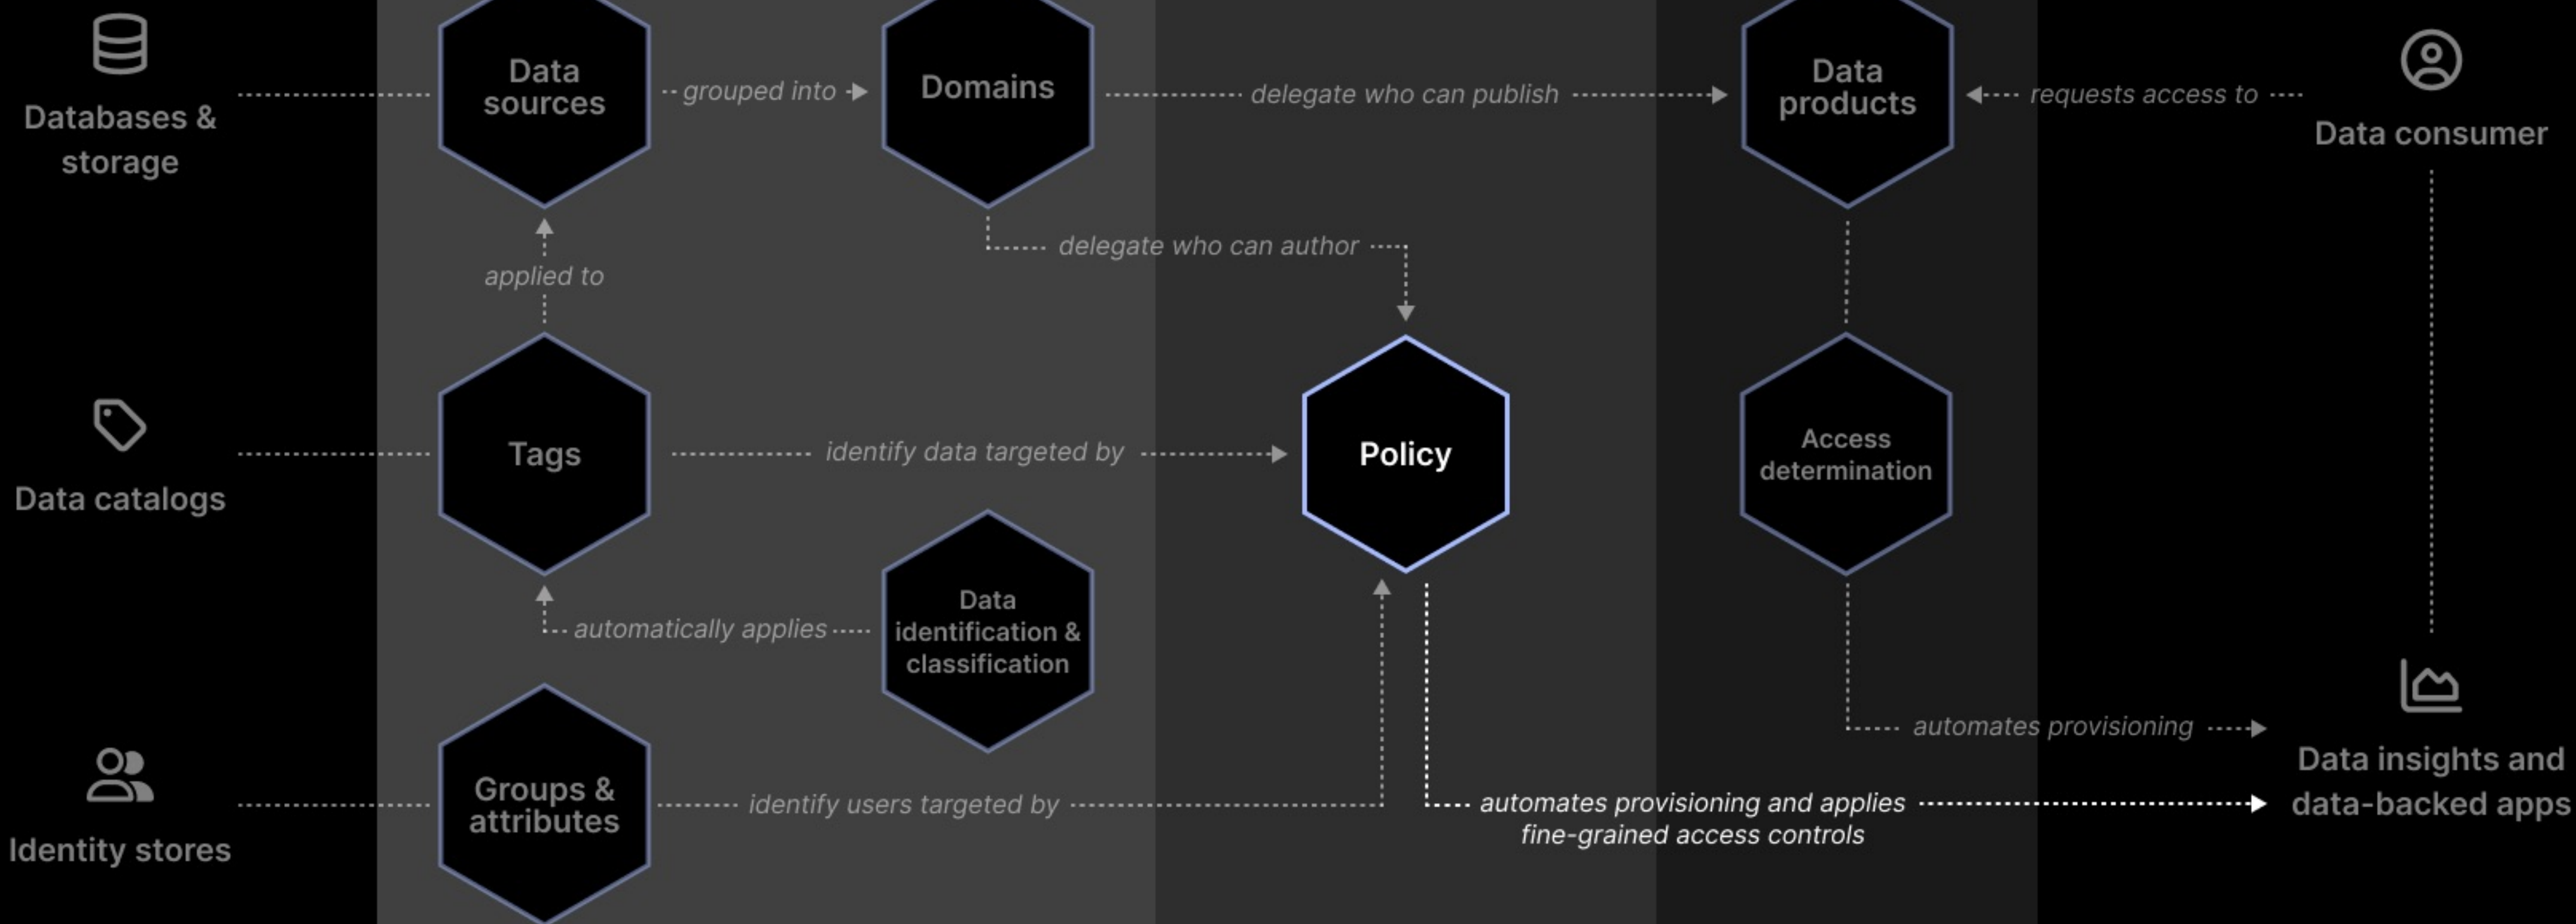 Databases &
storage
Data
sources
grouped into
Domains
delegate who can publish
Data
products
requests access to
Data consumer
delegate who can author
applied to
Data catalogs
Tags
identify data targeted by
Policy
Access
determination
automatically applies
Data
identification &
classification
automates provisioning
Data insights and
data-backed apps
Identity stores
Groups &
attributes
identify users targeted by
automates provisioning and applies
fine-grained access controls